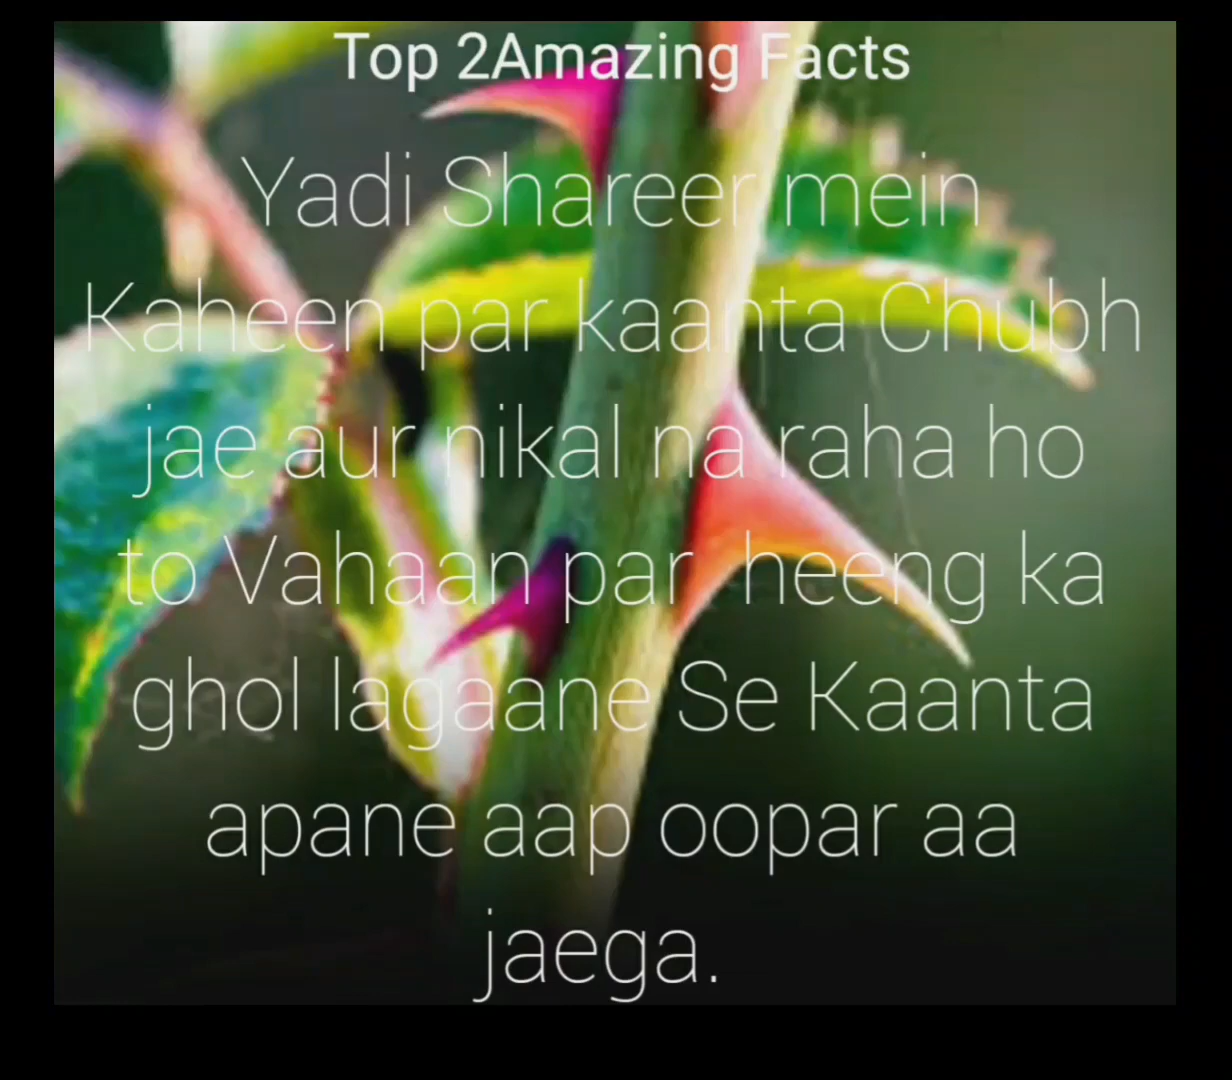 Top 2Amazing Facts
Yadi Shareer mein
Kaheen par kaanta Chubh
jae aur nikal na raha ho
to Vahaan par heeng ka
ghol lagaane Se Kaanta
apane aap oopar aa
jaega.